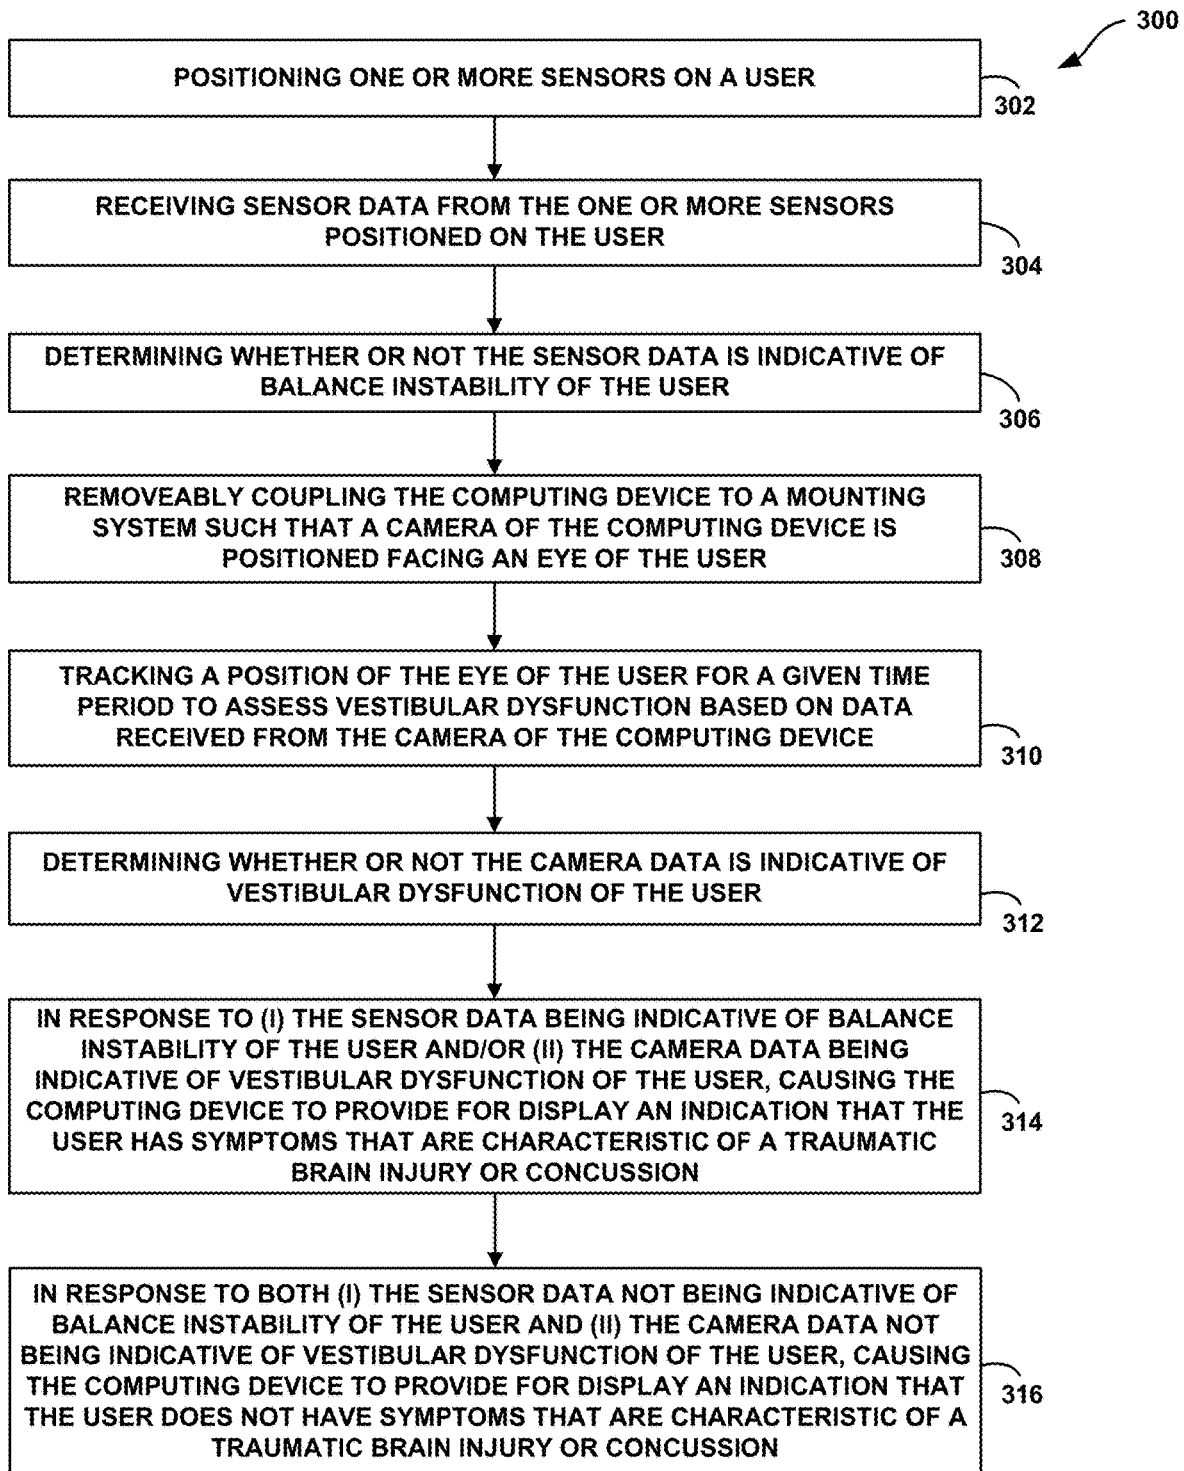 300
POSITIONING ONE OR MORE SENSORS ON A USER
302
RECEIVING SENSOR DATA FROM THE ONE OR MORE SENSORS
POSITIONED ON THE USER
304
DETERMINING WHETHER OR NOT THE SENSOR DATA IS INDICATIVE OF
BALANCE INSTABILITY OF THE USER
306
REMOVEABLY COUPLING THE COMPUTING DEVICE TO A MOUNTING
SYSTEM SUCH THAT A CAMERA OF THE COMPUTING DEVICE IS
POSITIONED FACING AN EYE OF THE USER
308
TRACKING A POSITION OF THE EYE OF THE USER FOR A GIVEN TIME
PERIOD TO ASSESS VESTIBULAR DYSFUNCTION BASED ON DATA
RECEIVED FROM THE CAMERA OF THE COMPUTING DEVICE
310
DETERMINING WHETHER OR NOT THE CAMERA DATA IS INDICATIVE OF
VESTIBULAR DYSFUNCTION OF THE USER
312
IN RESPONSE TO (I) THE SENSOR DATA BEING INDICATIVE OF BALANCE
INSTABILITY OF THE USER AND/OR (II) THE CAMERA DATA BEING
INDICATIVE OF VESTIBULAR DYSFUNCTION OF THE USER, CAUSING THE
COMPUTING DEVICE TO PROVIDE FOR DISPLAY AN INDICATION THAT THE
USER HAS SYMPTOMS THAT ARE CHARACTERISTIC OF A TRAUMATIC
BRAIN INJURY OR CONCUSSION
314
IN RESPONSE TO BOTH (I) THE SENSOR DATA NOT BEING INDICATIVE OF
BALANCE INSTABILITY OF THE USER AND (II) THE CAMERA DATA NOT
BEING INDICATIVE OF VESTIBULAR DYSFUNCTION OF THE USER, CAUSING
THE COMPUTING DEVICE TO PROVIDE FOR DISPLAY AN INDICATION THAT
THE USER DOES NOT HAVE SYMPTOMS THAT ARE CHARACTERISTIC OF A
TRAUMATIC BRAIN INJURY OR CONCUSSION
316